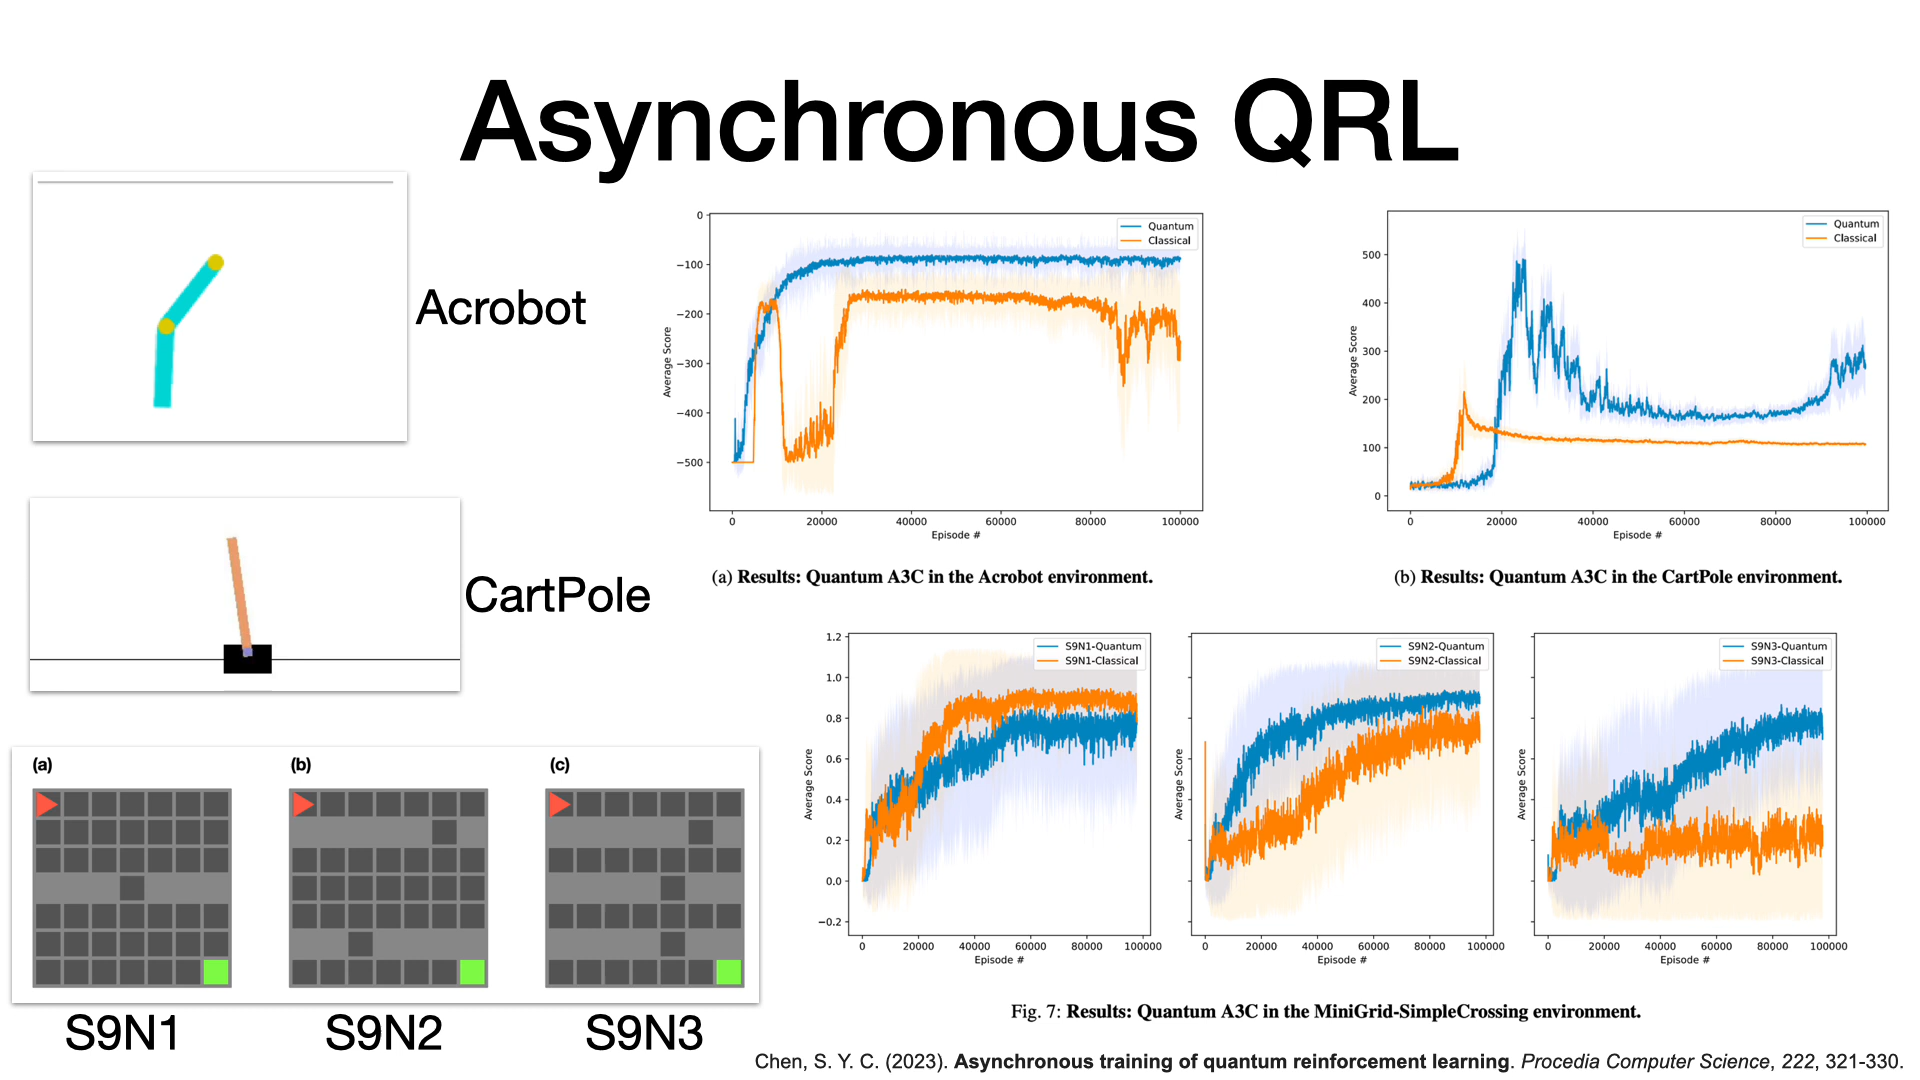 Asynchronous QRL
Acrobot
CartPole
(a)
(b)
(c)
S9N1
S9N2
S9N3
Quantum
Classical
Average Score
0
−100
−200
−300
−400
−500
0
20000
40000
60000
80000
100000
Episode #
(a) Results: Quantum A3C in the Acrobot environment.
Quantum
Classical
Average Score
500
400
300
200
100
0
0
20000
40000
60000
80000
100000
Episode #
(b) Results: Quantum A3C in the CartPole environment.
S9N1-Quantum
S9N1-Classical
Average Score
1.2
1.0
0.8
0.6
0.4
0.2
0.0
−0.2
0
20000
40000
60000
80000
100000
Episode #
S9N2-Quantum
S9N2-Classical
Average Score
0
20000
40000
60000
80000
100000
Episode #
S9N3-Quantum
S9N3-Classical
Average Score
0
20000
40000
60000
80000
100000
Episode #
Fig. 7: Results: Quantum A3C in the MiniGrid-SimpleCrossing environment.
Chen, S. Y. C. (2023). Asynchronous training of quantum reinforcement learning. Procedia Computer Science, 222, 321-330.